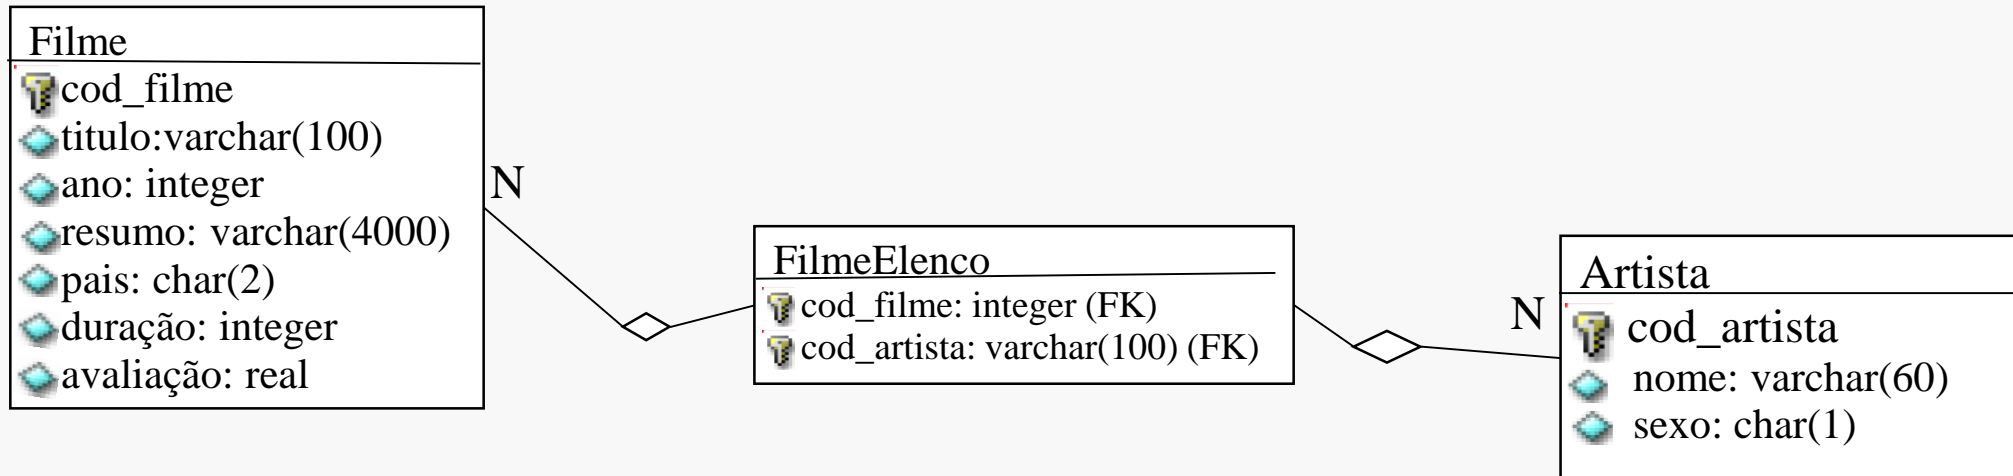 Filme
cod_filme
titulo:varchar(100)
ano: integer
resumo: varchar(4000)
pais: char(2)
duração: integer
avaliação: real
N
FilmeElenco
cod_filme: integer (FK)
cod_artista: varchar(100) (FK)
N
Artista
cod_artista
nome: varchar(60)
sexo: char(1)